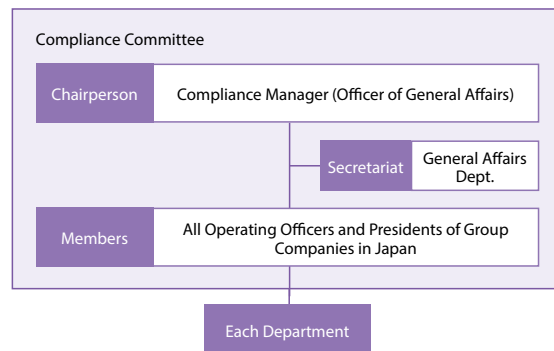 Compliance Committee
Chairperson
Compliance Manager (Officer of General Affairs)
Secretariat
General Affairs
Dept.
Members
All Operating Officers and Presidents of Group
Companies in Japan
Each Department